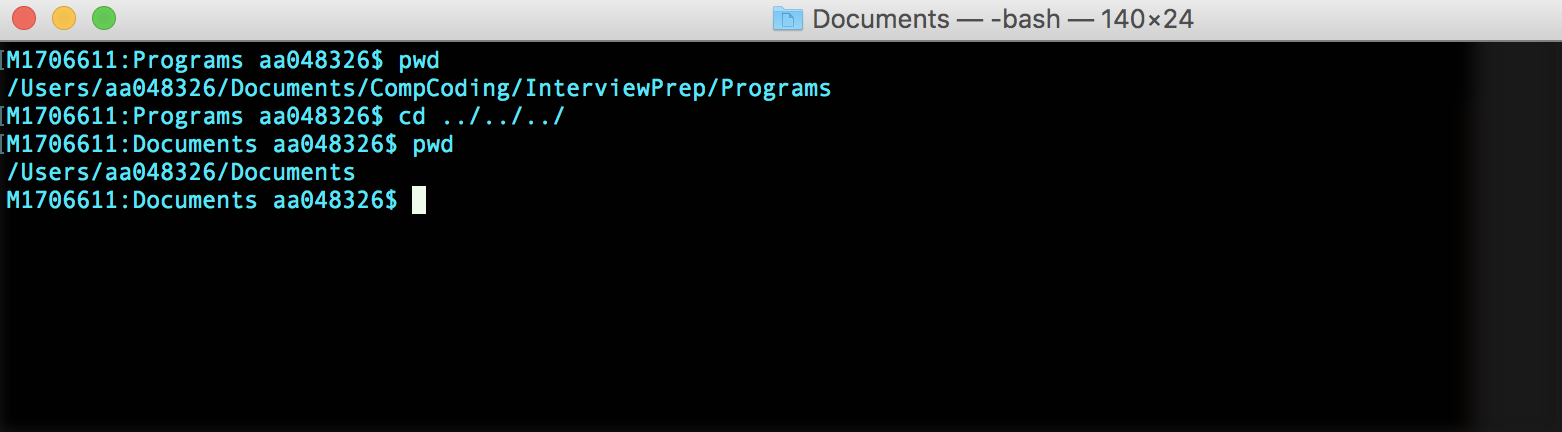 Documents — -bash — 140×24
[M1706611:Programs aa048326$ pwd
/Users/aa048326/Documents/CompCoding/InterviewPrep/Programs
[M1706611:Programs aa048326$ cd ../../../
[M1706611:Documents aa048326$ pwd
/Users/aa048326/Documents
M1706611:Documents aa048326$